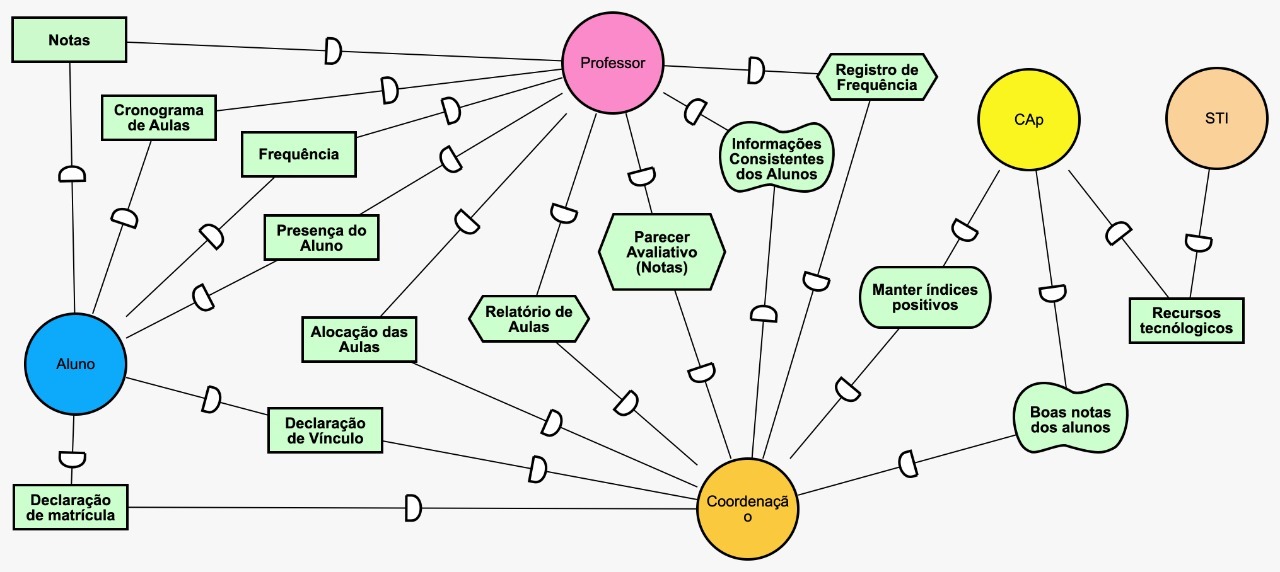 Notas
Professor
Registro de
Frequência
Cronograma
de Aulas
CAp
STI
Frequência
Informações
Consistentes
dos Alunos
Presença do
Aluno
Parecer
Avaliativo
(Notas)
Manter índices
positivos
Relatório de
Aulas
Recursos
tecnólogicos
Alocação das
Aulas
Aluno
Boas notas
dos alunos
Declaração
de Vínculo
Declaração
de matrícula
Coordenaçã
o